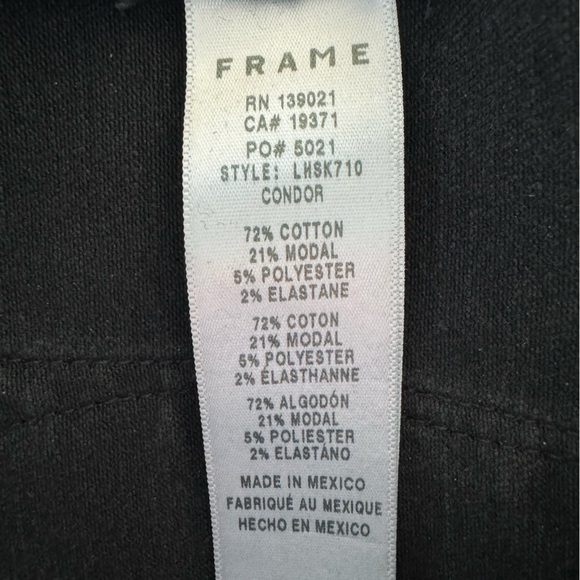 FRAME
RN 139021
CA# 19371
PO# 5021
STYLE: LHSK710
CONDOR
72% COTTON
21% MODAL
5% POLYESTER
2% ELASTANE
72% COTON
21% MODAL
5% POLYESTER
2% ÉLASTHANNE
72% ALGODÓN
21% MODAL
5% POLIESTER
2% ELASTÁNO
MADE IN MEXICO
FABRIQUÉ AU MEXIQUE
HECHO EN MÉXICO